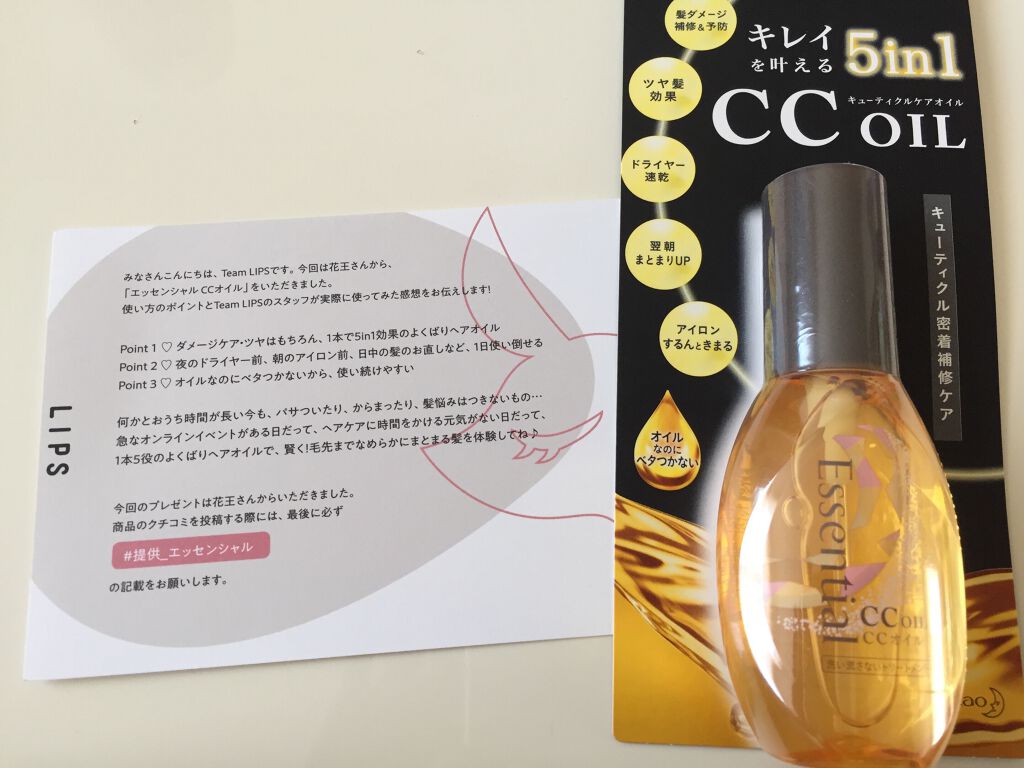 みなさんこんにちは、Team LIPSです。今回は花王さんから、
「エッセンシャル CCオイル」をいただきました。
使い方のポイントとTeam LIPSのスタッフが実際に使ってみた感想をお伝えします!
Point 1 ♡ ダメージケア・ツヤはもちろん、1本で5in1効果のよくばりヘアオイル
Point 2 ♡ 夜のドライヤー前、朝のアイロン前、日中の髪のお直しなど、1日使い倒せる
Point 3 ♡ オイルなのにベタつかないから、使い続けやすい
何かとおうち時間が長い今も、パサついたり、からまったり、髪悩みはつきないもの…
急なオンラインイベントがある日だって、ヘアケアに時間をかける元気がない日だって、
1本5役のよくばりヘアオイルで、賢く!毛先までなめらかにまとまる髪を体験してね♪
今回のプレゼントは花王さんからいただきました。
商品のクチコミを投稿する際には、最後に必ず
#提供_エッセンシャル
の記載をお願いします。
LIPS
髪ダメージ
補修&予防
ツヤ髪
効果
ドライヤー
速乾
翌朝
まとまりUP
アイロン
するんときまる
オイル
なのに
ベタつかない
キレイ
を叶える
5in1
キューティクルケアオイル
CC OIL
キューティクル密着補修ケア
Essential
CC OIL
CCオイル